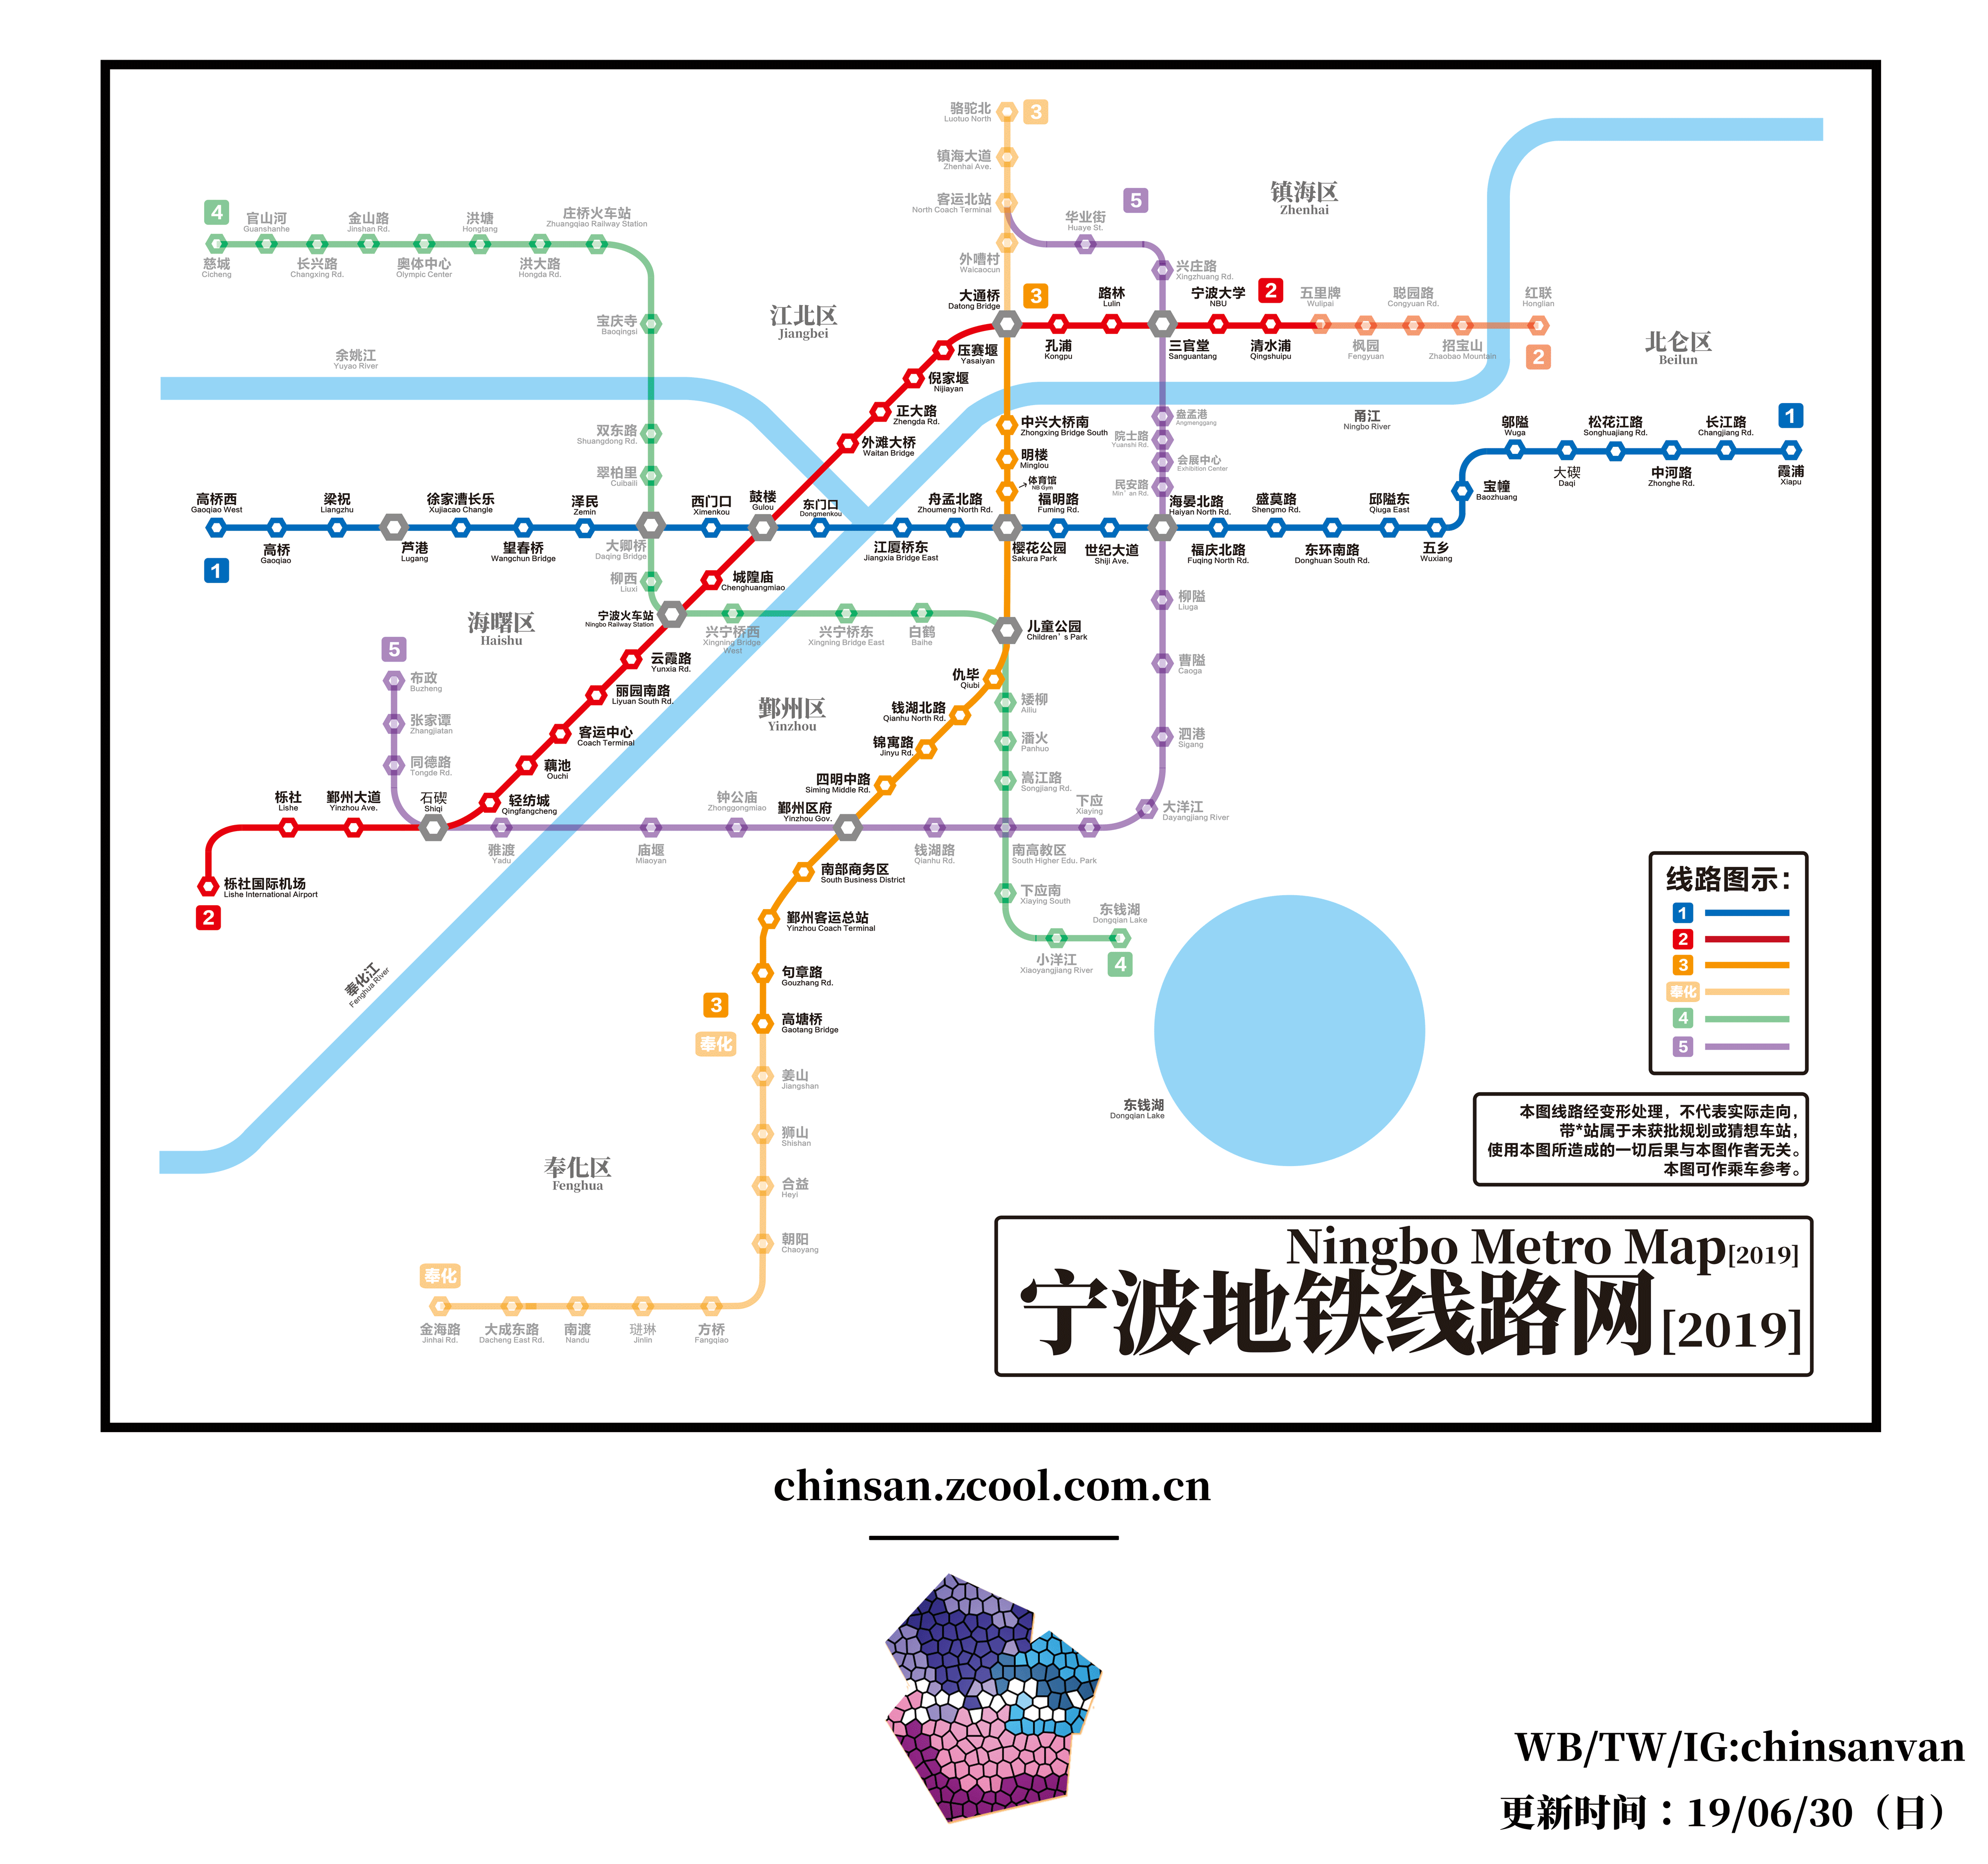 骆驼北
Luotuo North
3
镇海大道
Zhenhai Ave.
客运北站
North Coach Terminal
外嘈村
Waicaocun
5
华业街
Huaye St.
镇海区
Zhenhai
兴庄路
Xingzhuang Rd.
4
慈城
Cicheng
官山河
Guanshanhe
长兴路
Changxing Rd.
金山路
Jinshan Rd.
奥体中心
Olympic Center
洪塘
Hongtang
洪大路
Hongda Rd.
庄桥火车站
Zhuangqiao Railway Station
宝庆寺
Baoqingsi
江北区
Jiangbei
大通桥
Datong Bridge
3
孔浦
Kongpu
路林
Lulin
三官堂
Sanguantang
宁波大学
NBU
2
清水浦
Qingshuipu
五里牌
Wulipai
枫园
Fengyuan
聪园路
Congyuan Rd.
招宝山
Zhaobao Mountain
红联
Honglian
2
北仑区
Beilun
余姚江
Yuyao River
压赛堰
Yasaiyan
倪家堰
Nijiayan
正大路
Zhengda Rd.
外滩大桥
Waitan Bridge
双东路
Shuangdong Rd.
翠柏里
Cuibaili
中兴大桥南
Zhongxing Bridge South
明楼
Minglou
→体育馆
NB Gym
盎孟港
Angmenggang
院士路
Yuanshi Rd.
会展中心
Exhibition Center
民安路
Min' an Rd.
甬江
Ningbo River
高桥西
Gaoqiao West
1
高桥
Gaoqiao
梁祝
Liangzhu
芦港
Lugang
徐家漕长乐
Xujiacao Changle
望春桥
Wangchun Bridge
泽民
Zemin
大卿桥
Daqing Bridge
西门口
Ximenkou
鼓楼
Gulou
东门口
Dongmenkou
江厦桥东
Jiangxia Bridge East
舟孟北路
Zhoumeng North Rd.
樱花公园
Sakura Park
福明路
Fuming Rd.
世纪大道
Shiji Ave.
海晏北路
Haiyan North Rd.
福庆北路
Fuqing North Rd.
盛莫路
Shengmo Rd.
东环南路
Donghuan South Rd.
邱隘东
Qiuga East
五乡
Wuxiang
宝幢
Baozhuang
邬隘
Wuga
大碶
Daqi
松花江路
Songhuajiang Rd.
中河路
Zhonghe Rd.
长江路
Changjiang Rd.
1
霞浦
Xiapu
柳西
Liuxi
城隍庙
Chenghuangmiao
宁波火车站
Ningbo Railway Station
海曙区
Haishu
兴宁桥西
Xingning Bridge
West
兴宁桥东
Xingning Bridge East
白鹤
Baihe
儿童公园
Children' s Park
柳隘
Liuga
曹隘
Caoga
泗港
Sigang
大洋江
Dayangjiang River
云霞路
Yunxia Rd.
丽园南路
Liyuan South Rd.
客运中心
Coach Terminal
藕池
Ouchi
轻纺城
Qingfangcheng
5
布政
Buzheng
张家谭
Zhangjiatan
同德路
Tongde Rd.
鄞州区
Yinzhou
仇毕
Qiubi
钱湖北路
Qianhu North Rd.
锦寓路
Jinyu Rd.
四明中路
Siming Middle Rd.
鄞州区府
Yinzhou Gov.
矮柳
Ailiu
潘火
Panhuo
嵩江路
Songjiang Rd.
栎社
Lishe
鄞州大道
Yinzhou Ave.
石碶
Shiqi
雅渡
Yadu
庙堰
Miaoyan
钟公庙
Zhonggongmiao
钱湖路
Qianhu Rd.
南高教区
South Higher Edu. Park
下应
Xiaying
栎社国际机场
Lishe International Airport
2
南部商务区
South Business District
鄞州客运总站
Yinzhou Coach Terminal
句章路
Gouzhang Rd.
高塘桥
Gaotang Bridge
3
奉化
下应南
Xiaying South
小洋江
Xiaoyangjiang River
东钱湖
Dongqian Lake
4
奉化江
Fenghua River
东钱湖
Dongqian Lake
姜山
Jiangshan
狮山
Shishan
合益
Heyi
朝阳
Chaoyang
奉化区
Fenghua
奉化
金海路
Jinhai Rd.
大成东路
Dacheng East Rd.
南渡
Nandu
琎琳
Jinlin
方桥
Fangqiao
线路图示：
1
2
3
奉化
4
5
本图线路经变形处理，不代表实际走向，
带*站属于未获批规划或猜想车站，
使用本图所造成的一切后果与本图作者无关。
本图可作乘车参考。
Ningbo Metro Map[2019]
宁波地铁线路网[2019]
chinsan.zcool.com.cn
WB/TW/IG:chinsanvan
更新时间：19/06/30（日）